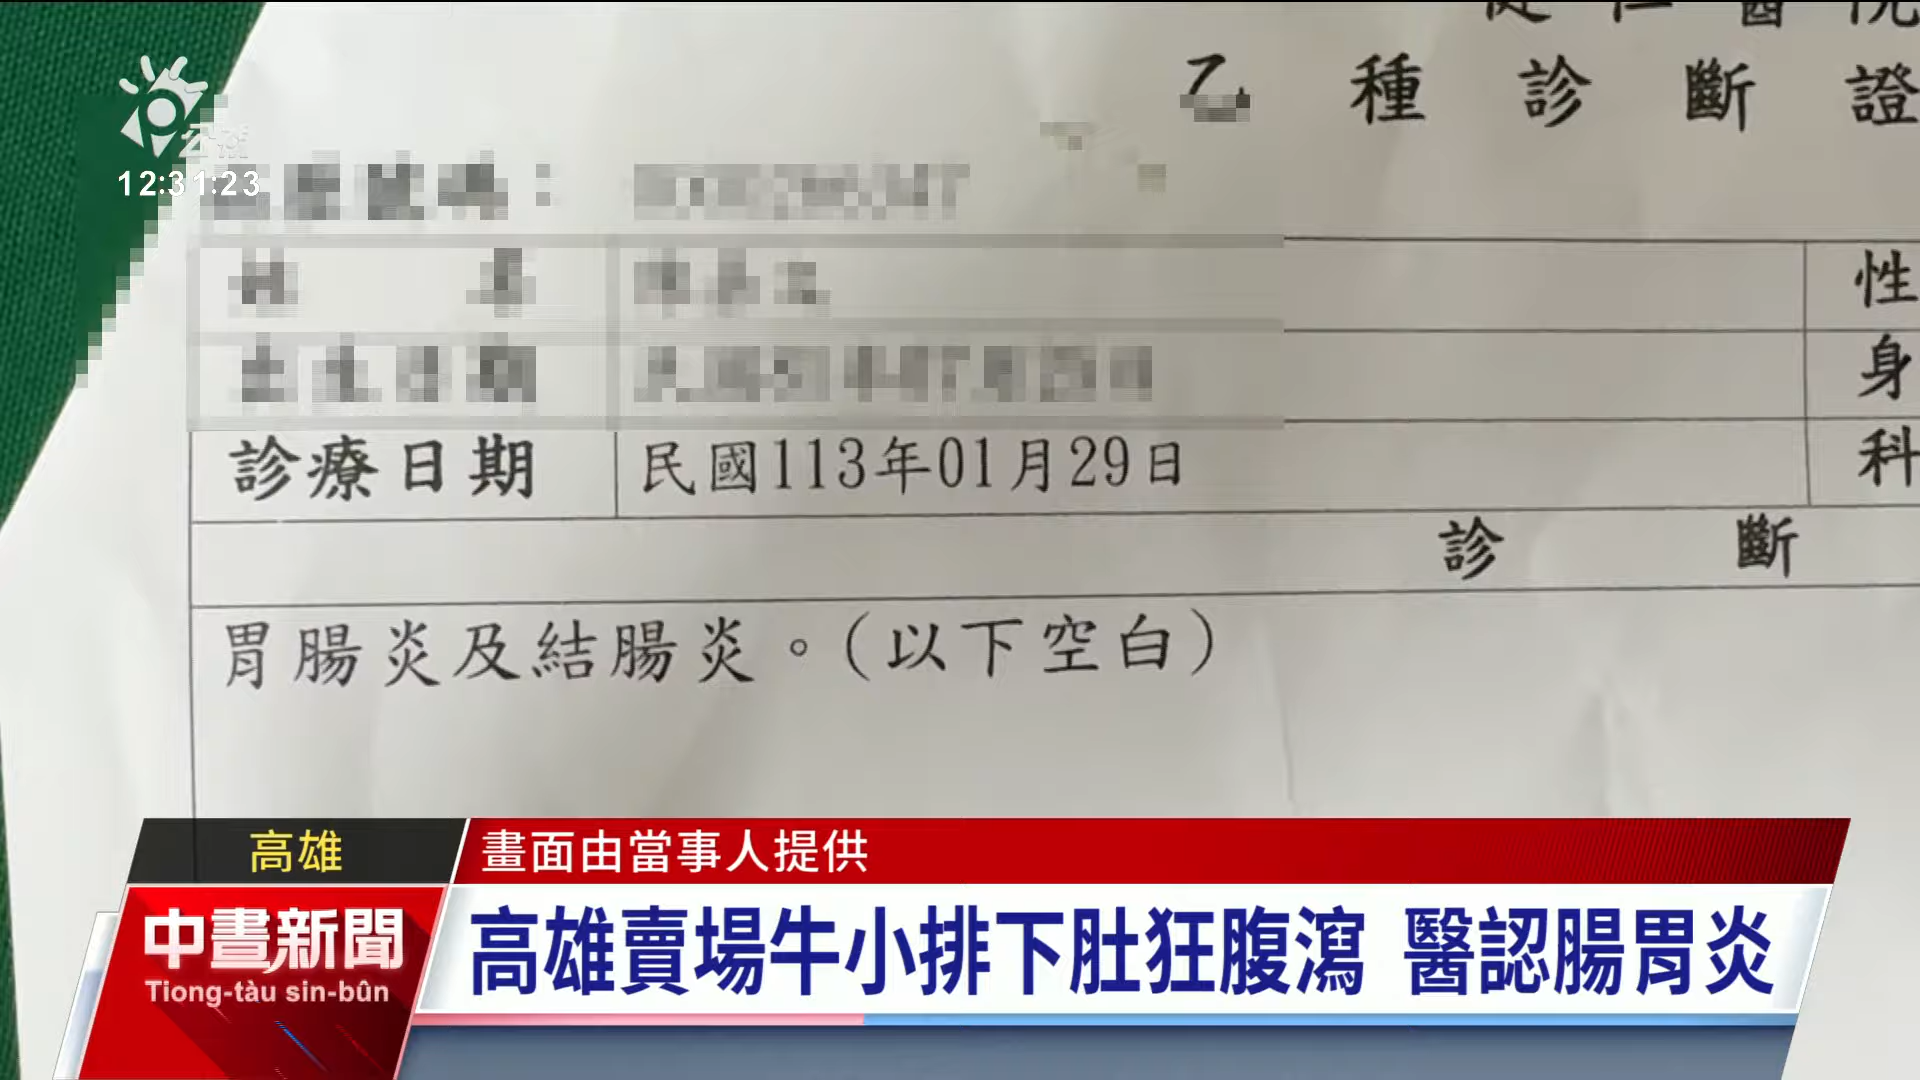 乙種診斷證
公視
12:31:23
性
身
診療日期 民國113年01月29日 科
診斷
胃腸炎及結腸炎。(以下空白)
高雄 畫面由當事人提供
中晝新聞 高雄賣場牛小排下肚狂腹瀉 醫認腸胃炎
Tiong-tàu sin-bûn